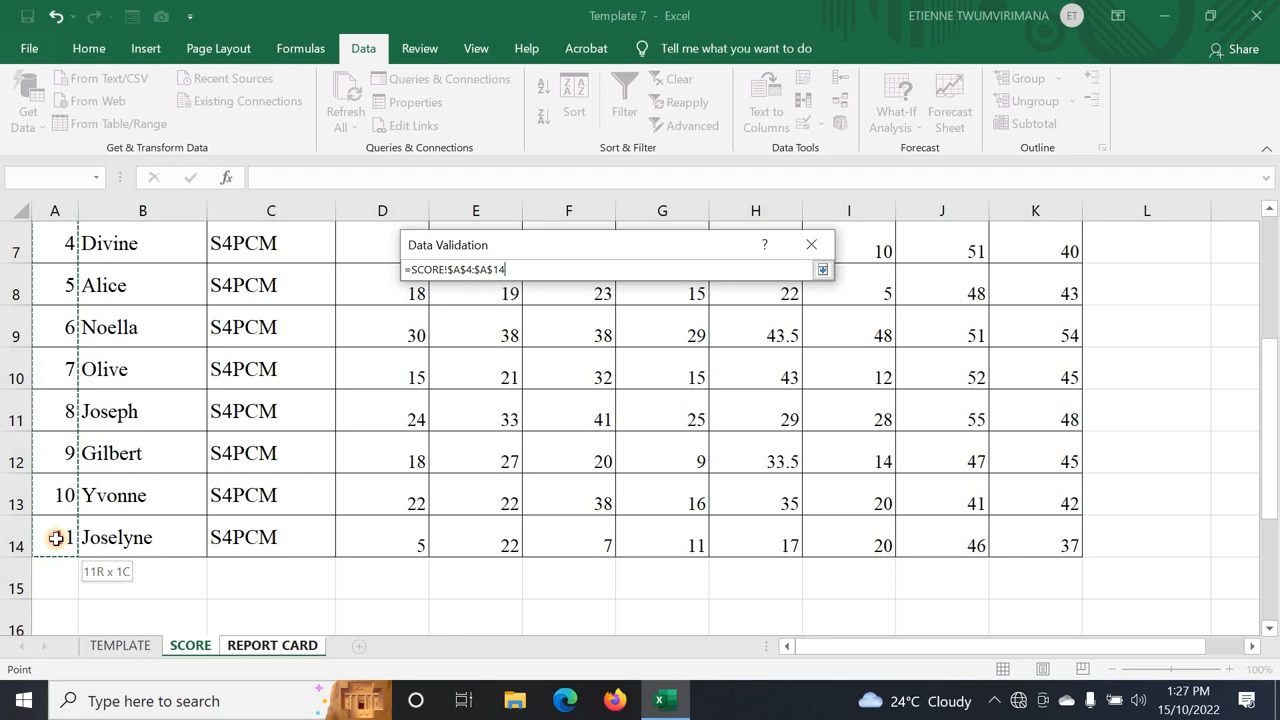 Template 7 - Excel
ETIENNE TWUMVIRIMANA ET
File Home Insert Page Layout Formulas Data Review View Help Acrobat Tell me what you want to do Share
Get Data
From Text/CSV
From Web
From Table/Range
Recent Sources
Existing Connections
Get & Transform Data
Refresh All
Queries & Connections
Properties
Edit Links
Queries & Connections
Sort
Filter
Clear
Reapply
Advanced
Sort & Filter
Text to Columns
Data Tools
What-If Analysis
Forecast Sheet
Forecast
Group
Ungroup
Subtotal
Outline
fx
A B C D E F G H I J K L
Data Validation ?
=SCORE!$A$4:$A$14
7 4 Divine S4PCM 10 51 40
8 5 Alice S4PCM 18 19 23 15 22 5 48 43
9 6 Noella S4PCM 30 38 38 29 43.5 48 51 54
10 7 Olive S4PCM 15 21 32 15 43 12 52 45
11 8 Joseph S4PCM 24 33 41 25 29 28 55 48
12 9 Gilbert S4PCM 18 27 20 9 33.5 14 47 45
13 10 Yvonne S4PCM 22 22 38 16 35 20 41 42
14 1 Joselyne S4PCM 5 22 7 11 17 20 46 37
15 11R x 1C
16
TEMPLATE SCORE REPORT CARD
Point 100%
Type here to search
24°C Cloudy
1:27 PM
15/10/2022